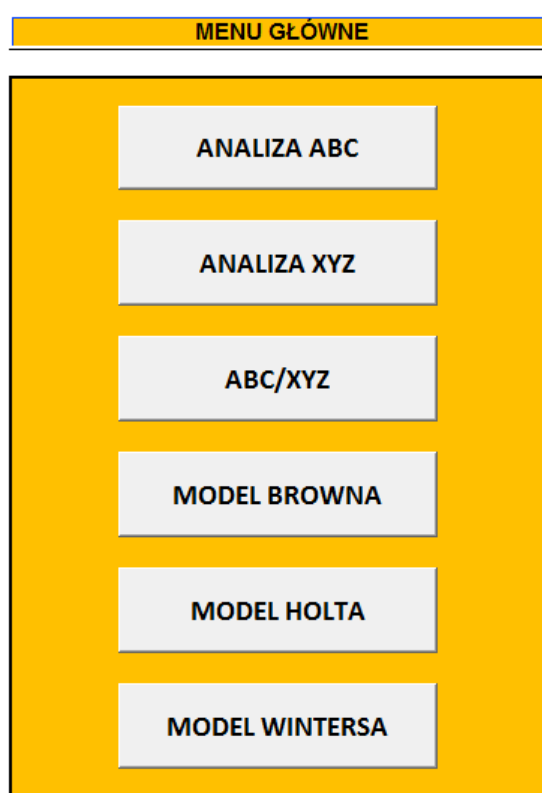 MENU GŁÓWNE
ANALIZA ABC
ANALIZA XYZ
ABC/XYZ
MODEL BROWNA
MODEL HOLTA
MODEL WINTERSA